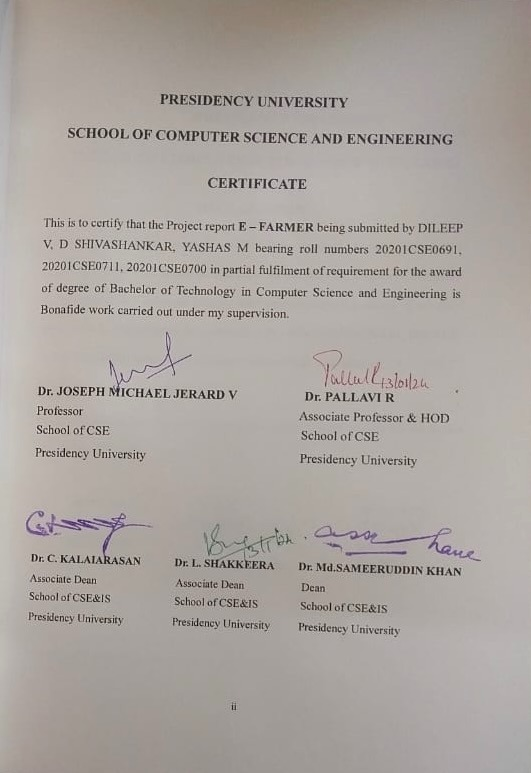 PRESIDENCY UNIVERSITY
SCHOOL OF COMPUTER SCIENCE AND ENGINEERING
CERTIFICATE
This is to certify that the Project report E – FARMER being submitted by DILEEP
V, D SHIVASHANKAR, YASHAS M bearing roll numbers 20201CSE0691,
20201CSE0711, 20201CSE0700 in partial fulfilment of requirement for the award
of degree of Bachelor of Technology in Computer Science and Engineering is
Bonafide work carried out under my supervision.
Pallavi R 13/01/24
Dr. JOSEPH MICHAEL JERARD V
Professor
School of CSE
Presidency University
Dr. PALLAVI R
Associate Professor & HOD
School of CSE
Presidency University
Dr. C. KALAIARASAN
Associate Dean
School of CSE&IS
Presidency University
Dr. L. SHAKKEERA
Associate Dean
School of CSE&IS
Presidency University
Dr. Md.SAMEERUDDIN KHAN
Dean
School of CSE&IS
Presidency University
ii